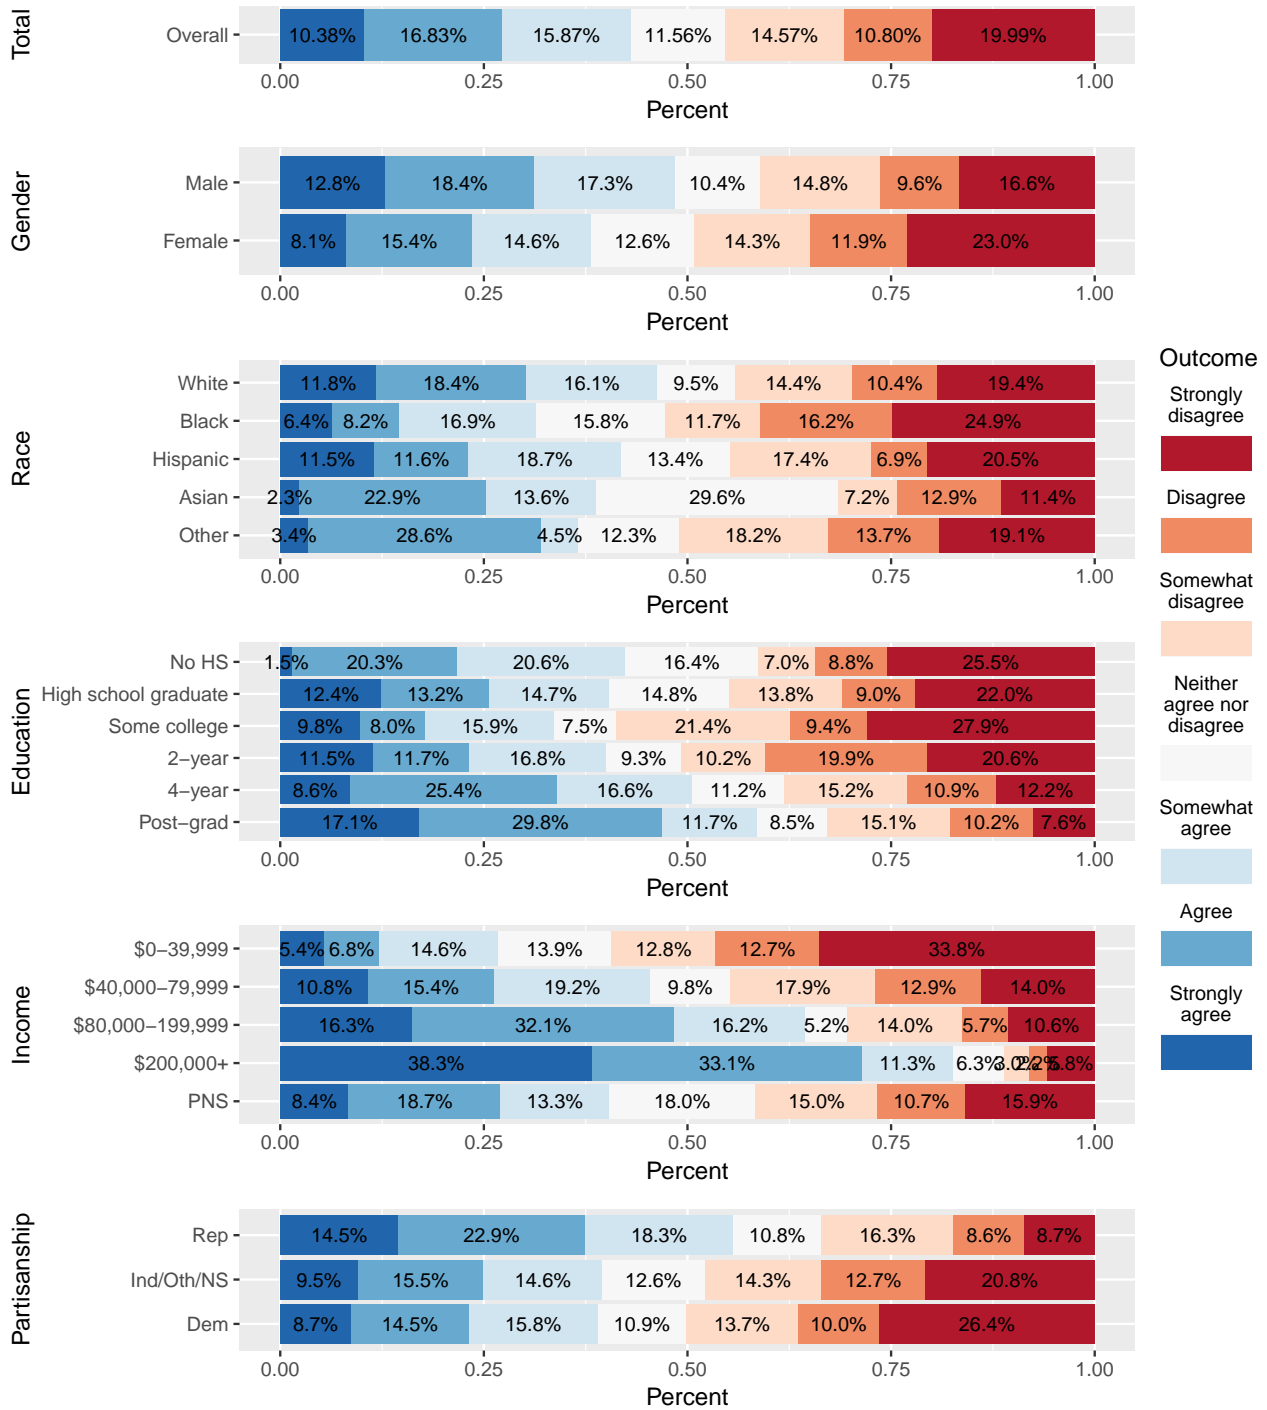 Total
Overall 10.38% 16.83% 15.87% 11.56% 14.57% 10.80% 19.99%
0.00 0.25 0.50 0.75 1.00
Percent
Gender
Male 12.8% 18.4% 17.3% 10.4% 14.8% 9.6% 16.6%
Female 8.1% 15.4% 14.6% 12.6% 14.3% 11.9% 23.0%
0.00 0.25 0.50 0.75 1.00
Percent
Race
White 11.8% 18.4% 16.1% 9.5% 14.4% 10.4% 19.4%
Black 6.4% 8.2% 16.9% 15.8% 11.7% 16.2% 24.9%
Hispanic 11.5% 11.6% 18.7% 13.4% 17.4% 6.9% 20.5%
Asian 2.3% 22.9% 13.6% 29.6% 7.2% 12.9% 11.4%
Other 3.4% 28.6% 4.5% 12.3% 18.2% 13.7% 19.1%
0.00 0.25 0.50 0.75 1.00
Percent
Education
No HS 1.5% 20.3% 20.6% 16.4% 7.0% 8.8% 25.5%
High school graduate 12.4% 13.2% 14.7% 14.8% 13.8% 9.0% 22.0%
Some college 9.8% 8.0% 15.9% 7.5% 21.4% 9.4% 27.9%
2−year 11.5% 11.7% 16.8% 9.3% 10.2% 19.9% 20.6%
4−year 8.6% 25.4% 16.6% 11.2% 15.2% 10.9% 12.2%
Post−grad 17.1% 29.8% 11.7% 8.5% 15.1% 10.2% 7.6%
0.00 0.25 0.50 0.75 1.00
Percent
Income
$0−39,999 5.4% 6.8% 14.6% 13.9% 12.8% 12.7% 33.8%
$40,000−79,999 10.8% 15.4% 19.2% 9.8% 17.9% 12.9% 14.0%
$80,000−199,999 16.3% 32.1% 16.2% 5.2% 14.0% 5.7% 10.6%
$200,000+ 38.3% 33.1% 11.3% 6.3% 3.0% 2.2% 5.8%
PNS 8.4% 18.7% 13.3% 18.0% 15.0% 10.7% 15.9%
0.00 0.25 0.50 0.75 1.00
Percent
Partisanship
Rep 14.5% 22.9% 18.3% 10.8% 16.3% 8.6% 8.7%
Ind/Oth/NS 9.5% 15.5% 14.6% 12.6% 14.3% 12.7% 20.8%
Dem 8.7% 14.5% 15.8% 10.9% 13.7% 10.0% 26.4%
0.00 0.25 0.50 0.75 1.00
Percent
Outcome
Strongly
disagree
Disagree
Somewhat
disagree
Neither
agree nor
disagree
Somewhat
agree
Agree
Strongly
agree